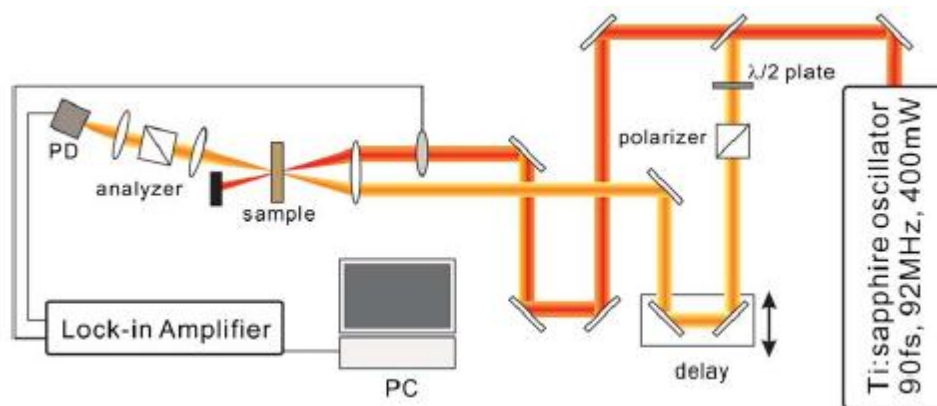 λ/2 plate
polarizer
PD
analyzer
sample
Lock-in Amplifier
PC
delay
Ti:sapphire oscillator
90fs, 92MHz, 400mW